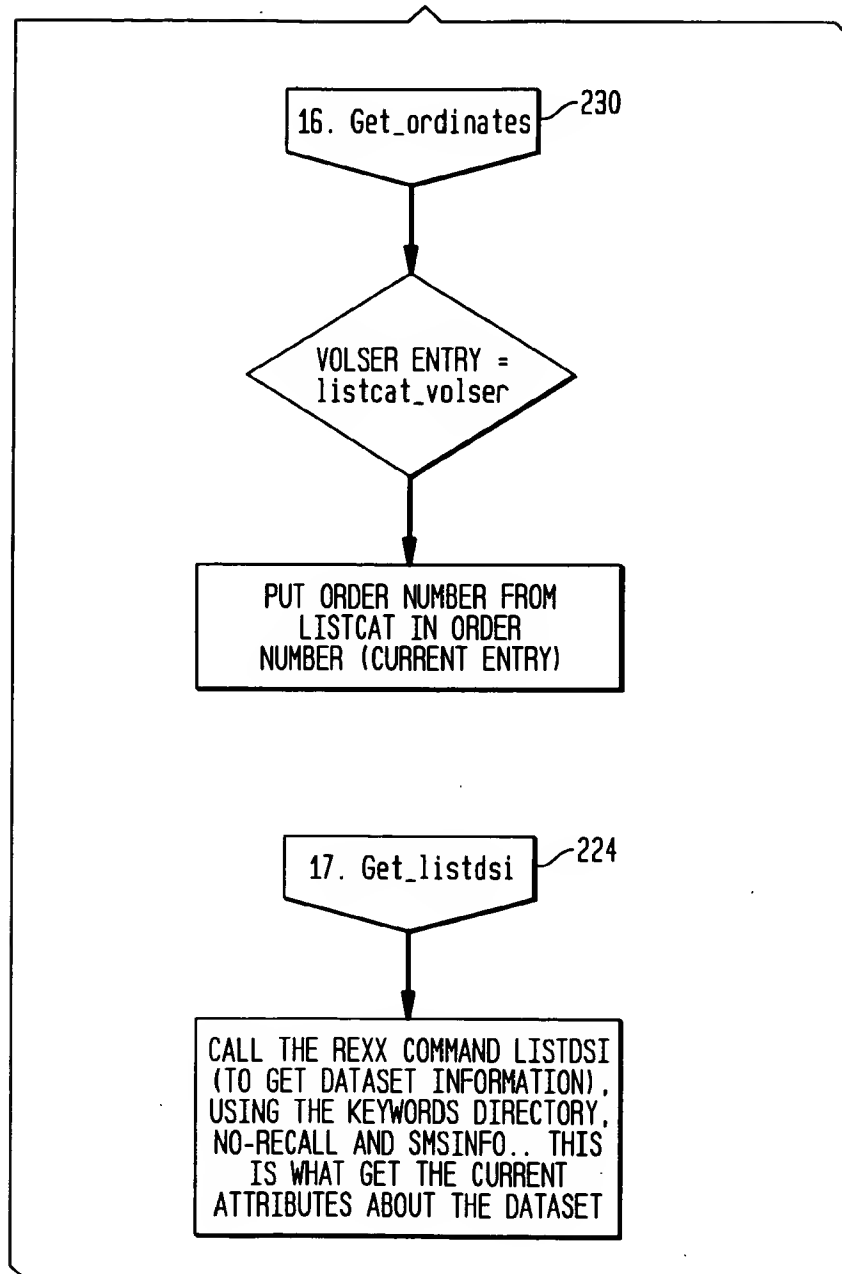 16. Get_ordinates
230
VOLSER ENTRY =
listcat_volser
PUT ORDER NUMBER FROM
LISTCAT IN ORDER
NUMBER (CURRENT ENTRY)
17. Get_listdsi
224
CALL THE REXX COMMAND LISTDSI
(TO GET DATASET INFORMATION),
USING THE KEYWORDS DIRECTORY,
NO-RECALL AND SMSINFO.. THIS
IS WHAT GET THE CURRENT
ATTRIBUTES ABOUT THE DATASET